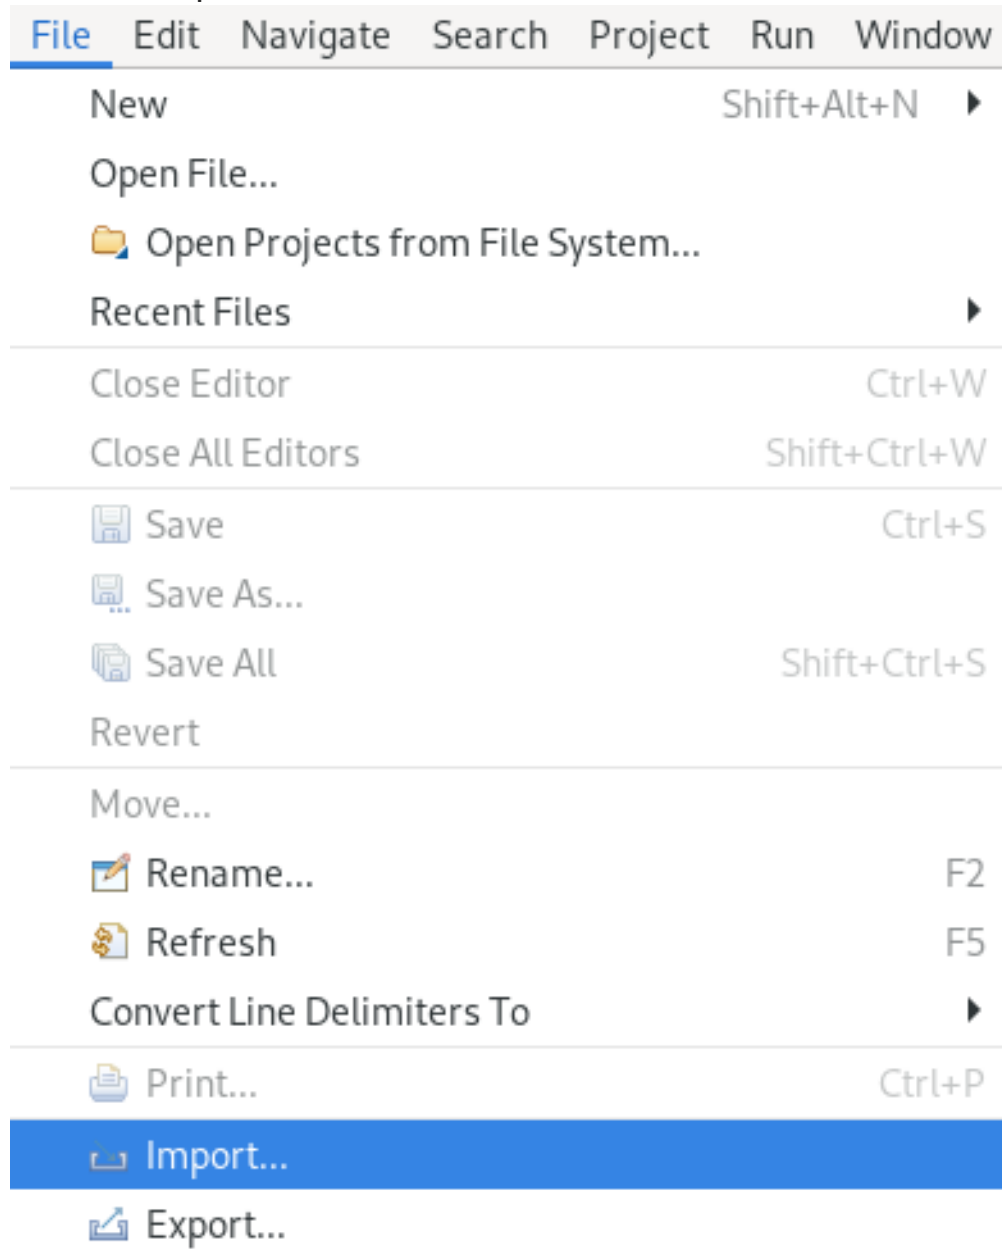 File Edit Navigate Search Project Run Window
New Shift+Alt+N
Open File...
Open Projects from File System...
Recent Files
Close Editor Ctrl+W
Close All Editors Shift+Ctrl+W
Save Ctrl+S
Save As...
Save All Shift+Ctrl+S
Revert
Move...
Rename... F2
Refresh F5
Convert Line Delimiters To
Print... Ctrl+P
Import...
Export...